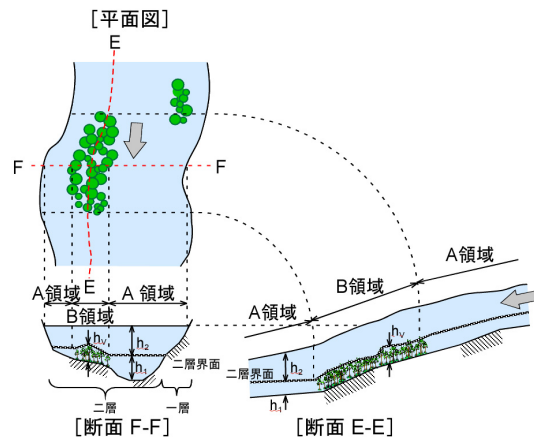 [平面図]
E
F
F
E
A領域
A 領域
B領域
hv
h2
h1
二層界面
二層
一層
[断面 F-F]
A領域
B領域
A領域
hv
h2
二層界面
h1
[断面 E-E]